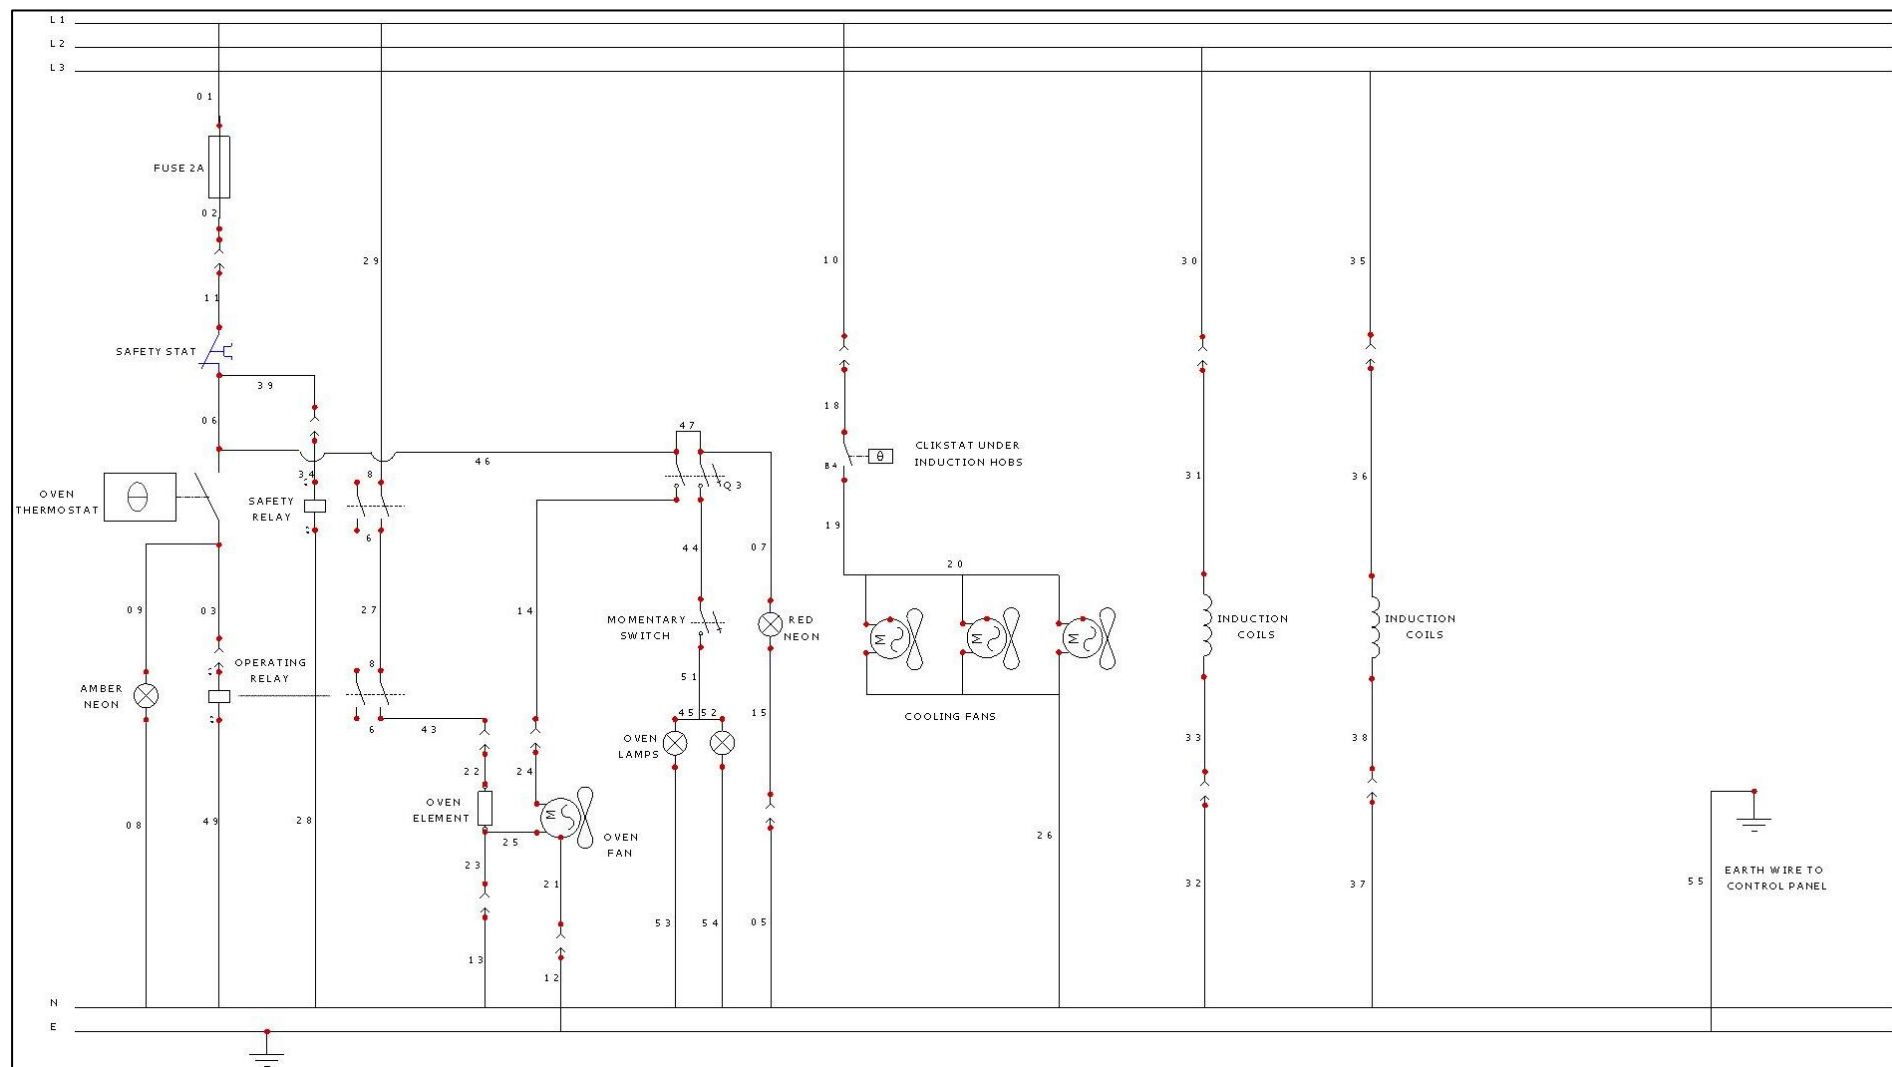 L1
L2
L3
01
FUSE 2A
02
29
10
30
35
11
SAFETY STAT
39
18
06
47
46
CLIKSTAT UNDER
INDUCTION HOBS
θ
B4
34
8
Q3
31
36
OVEN
THERMOSTAT
SAFETY
RELAY
6
19
44
07
20
09
03
27
14
MOMENTARY
SWITCH
RED
NEON
M
M
M
INDUCTION
COILS
INDUCTION
COILS
OPERATING
RELAY
8
51
AMBER
NEON
45
52
15
COOLING FANS
6
43
OVEN
LAMPS
33
38
22
24
OVEN
ELEMENT
M
OVEN
FAN
08
49
28
25
26
23
21
32
37
55
EARTH WIRE TO
CONTROL PANEL
53
54
05
13
12
N
E